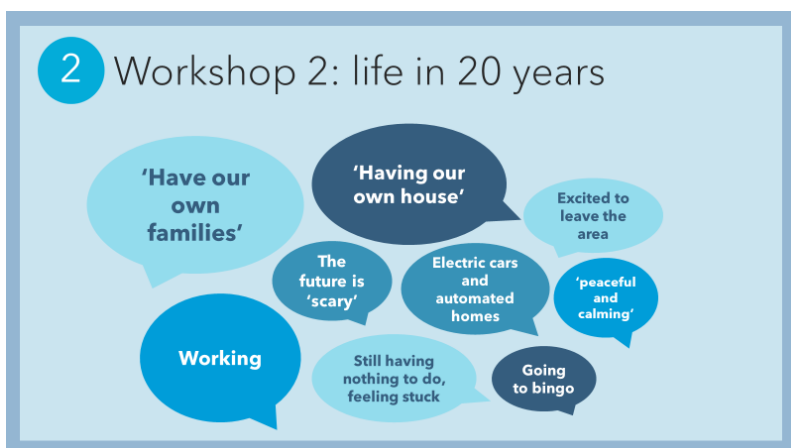 2 Workshop 2: life in 20 years
‘Have our
own
families’
‘Having our
own house’
Excited to
leave the
area
The
future is
‘scary’
Electric cars
and
automated
homes
‘peaceful
and
calming’
Working
Still having
nothing to do,
feeling stuck
Going
to bingo